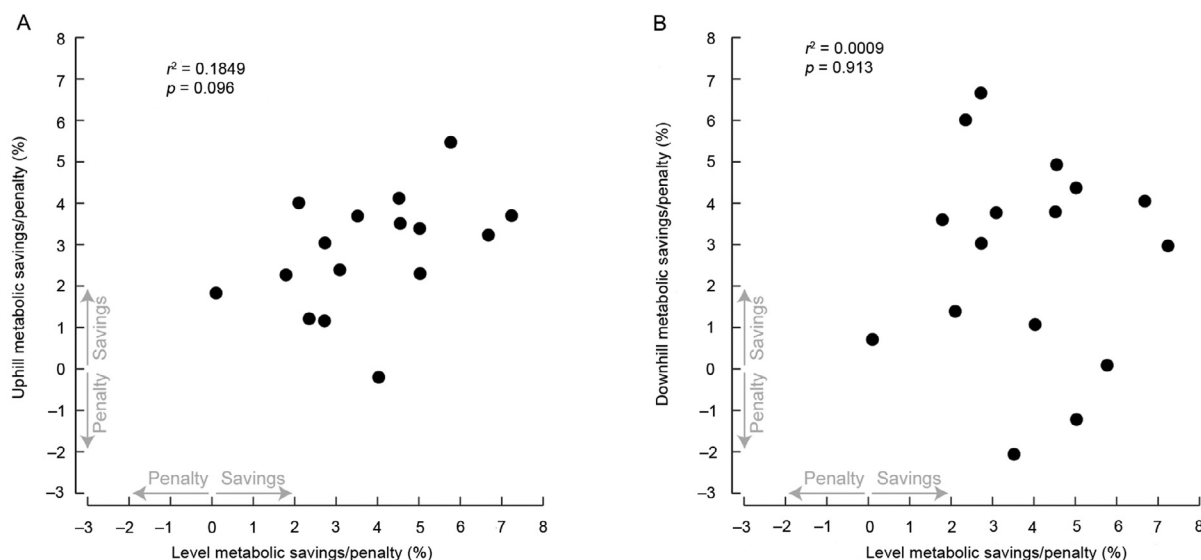 A
r² = 0.1849
p = 0.096
8
7
6
5
4
3
2
1
0
–1
–2
–3
Uphill metabolic savings/penalty (%)
Savings
Penalty
Penalty Savings
–3 –2 –1 0 1 2 3 4 5 6 7 8
Level metabolic savings/penalty (%)
B
r² = 0.0009
p = 0.913
8
7
6
5
4
3
2
1
0
–1
–2
–3
Downhill metabolic savings/penalty (%)
Savings
Penalty
Penalty Savings
–3 –2 –1 0 1 2 3 4 5 6 7 8
Level metabolic savings/penalty (%)